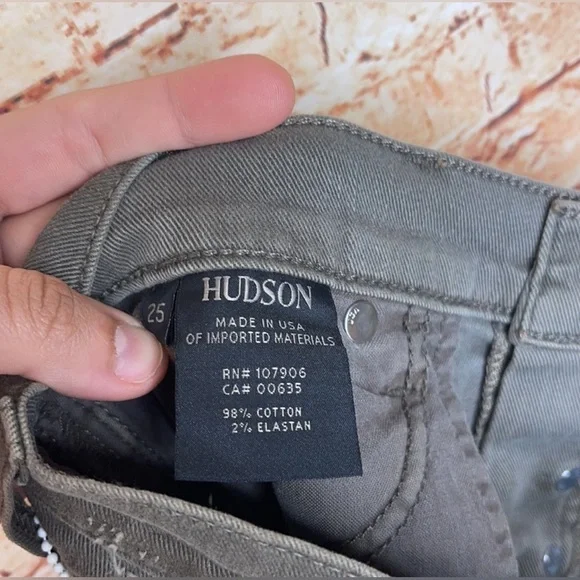 25
HUDSON
MADE IN USA
OF IMPORTED MATERIALS
RN# 107906
CA# 00635
98% COTTON
2% ELASTAN